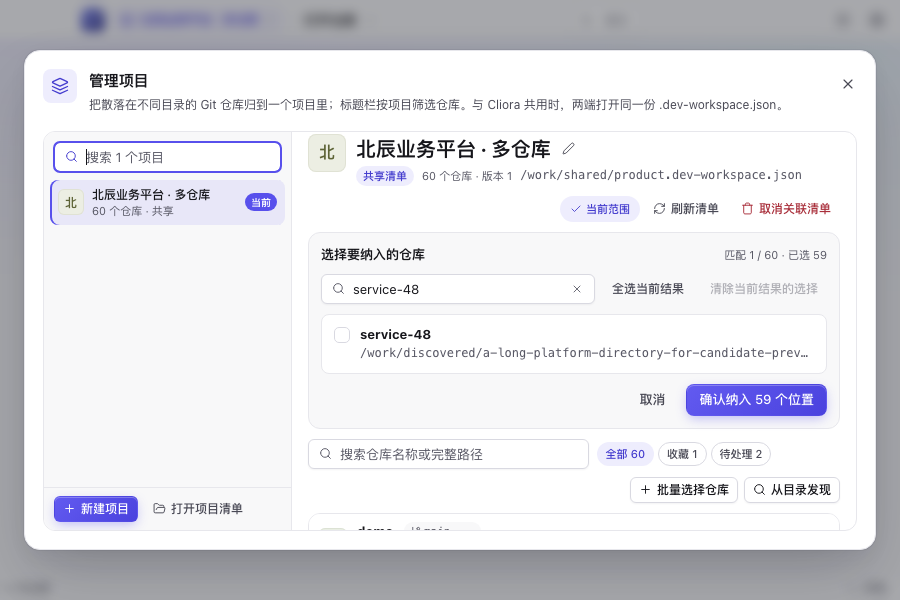 管理项目
把散落在不同目录的 Git 仓库归到一个项目里；标题栏按项目筛选仓库。与 Cliora 共用时，两端打开同一份 .dev-workspace.json。
搜索 1 个项目
北
北辰业务平台 · 多仓库
60 个仓库 · 共享
当前
新建项目
打开项目清单
北
北辰业务平台 · 多仓库
共享清单
60 个仓库 · 版本 1
/work/shared/product.dev-workspace.json
当前范围
刷新清单
取消关联清单
选择要纳入的仓库
匹配 1 / 60 · 已选 59
service-48
全选当前结果
清除当前结果的选择
service-48
/work/discovered/a-long-platform-directory-for-candidate-prev…
取消
确认纳入 59 个位置
搜索仓库名称或完整路径
全部 60
收藏 1
待处理 2
批量选择仓库
从目录发现